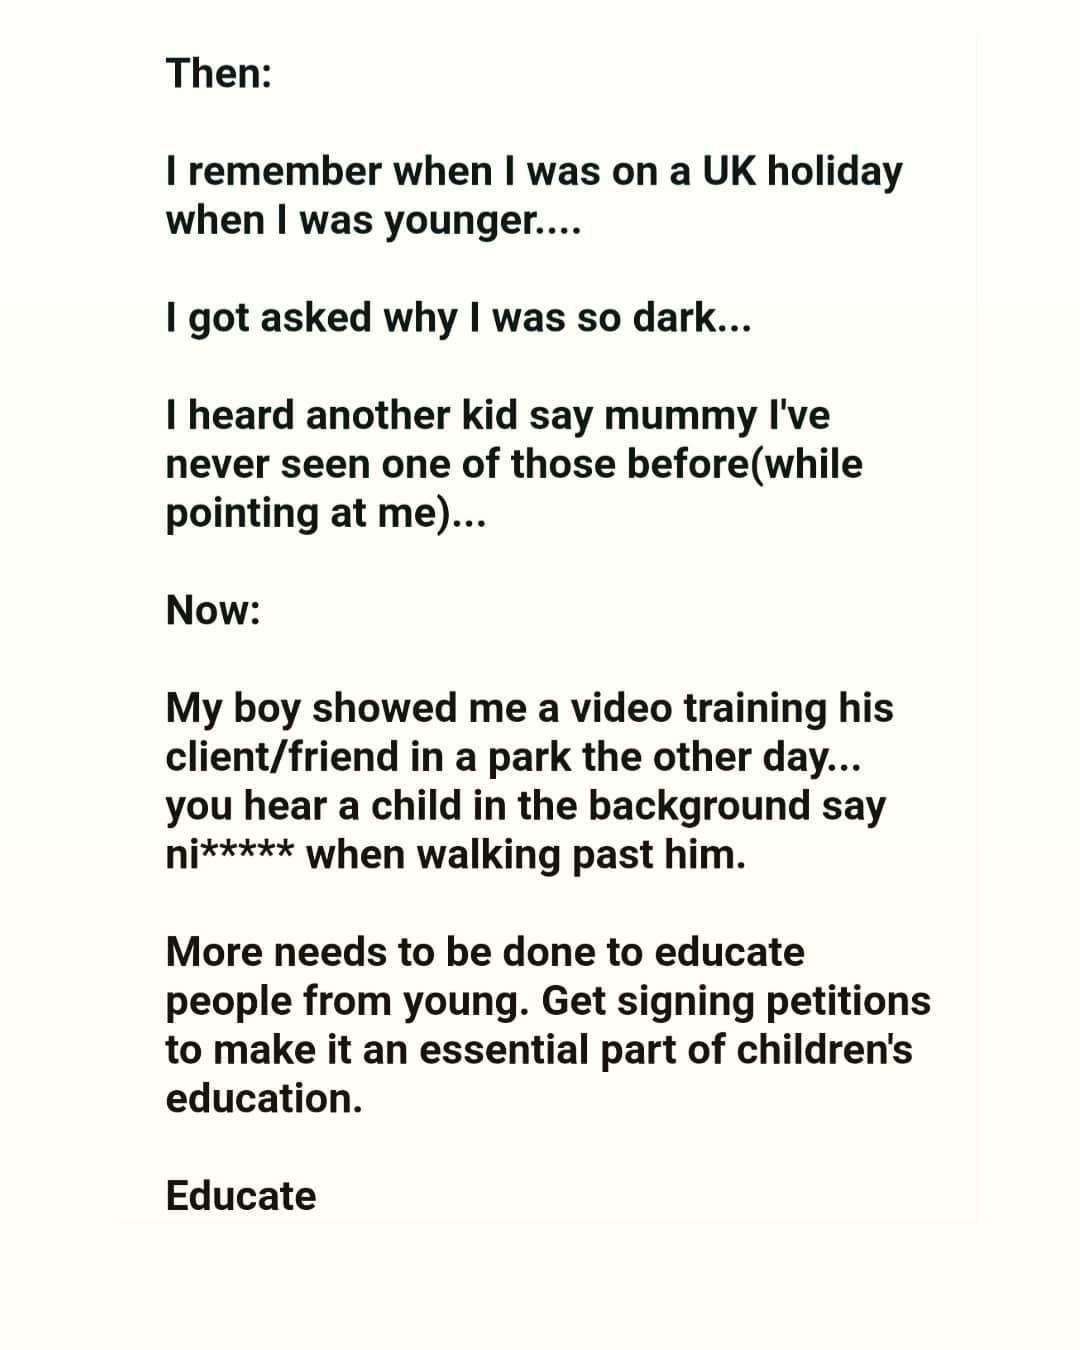 Then:
I remember when I was on a UK holiday
when I was younger....
I got asked why I was so dark...
I heard another kid say mummy I've
never seen one of those before(while
pointing at me)...
Now:
My boy showed me a video training his
client/friend in a park the other day...
you hear a child in the background say
ni***** when walking past him.
More needs to be done to educate
people from young. Get signing petitions
to make it an essential part of children's
education.
Educate